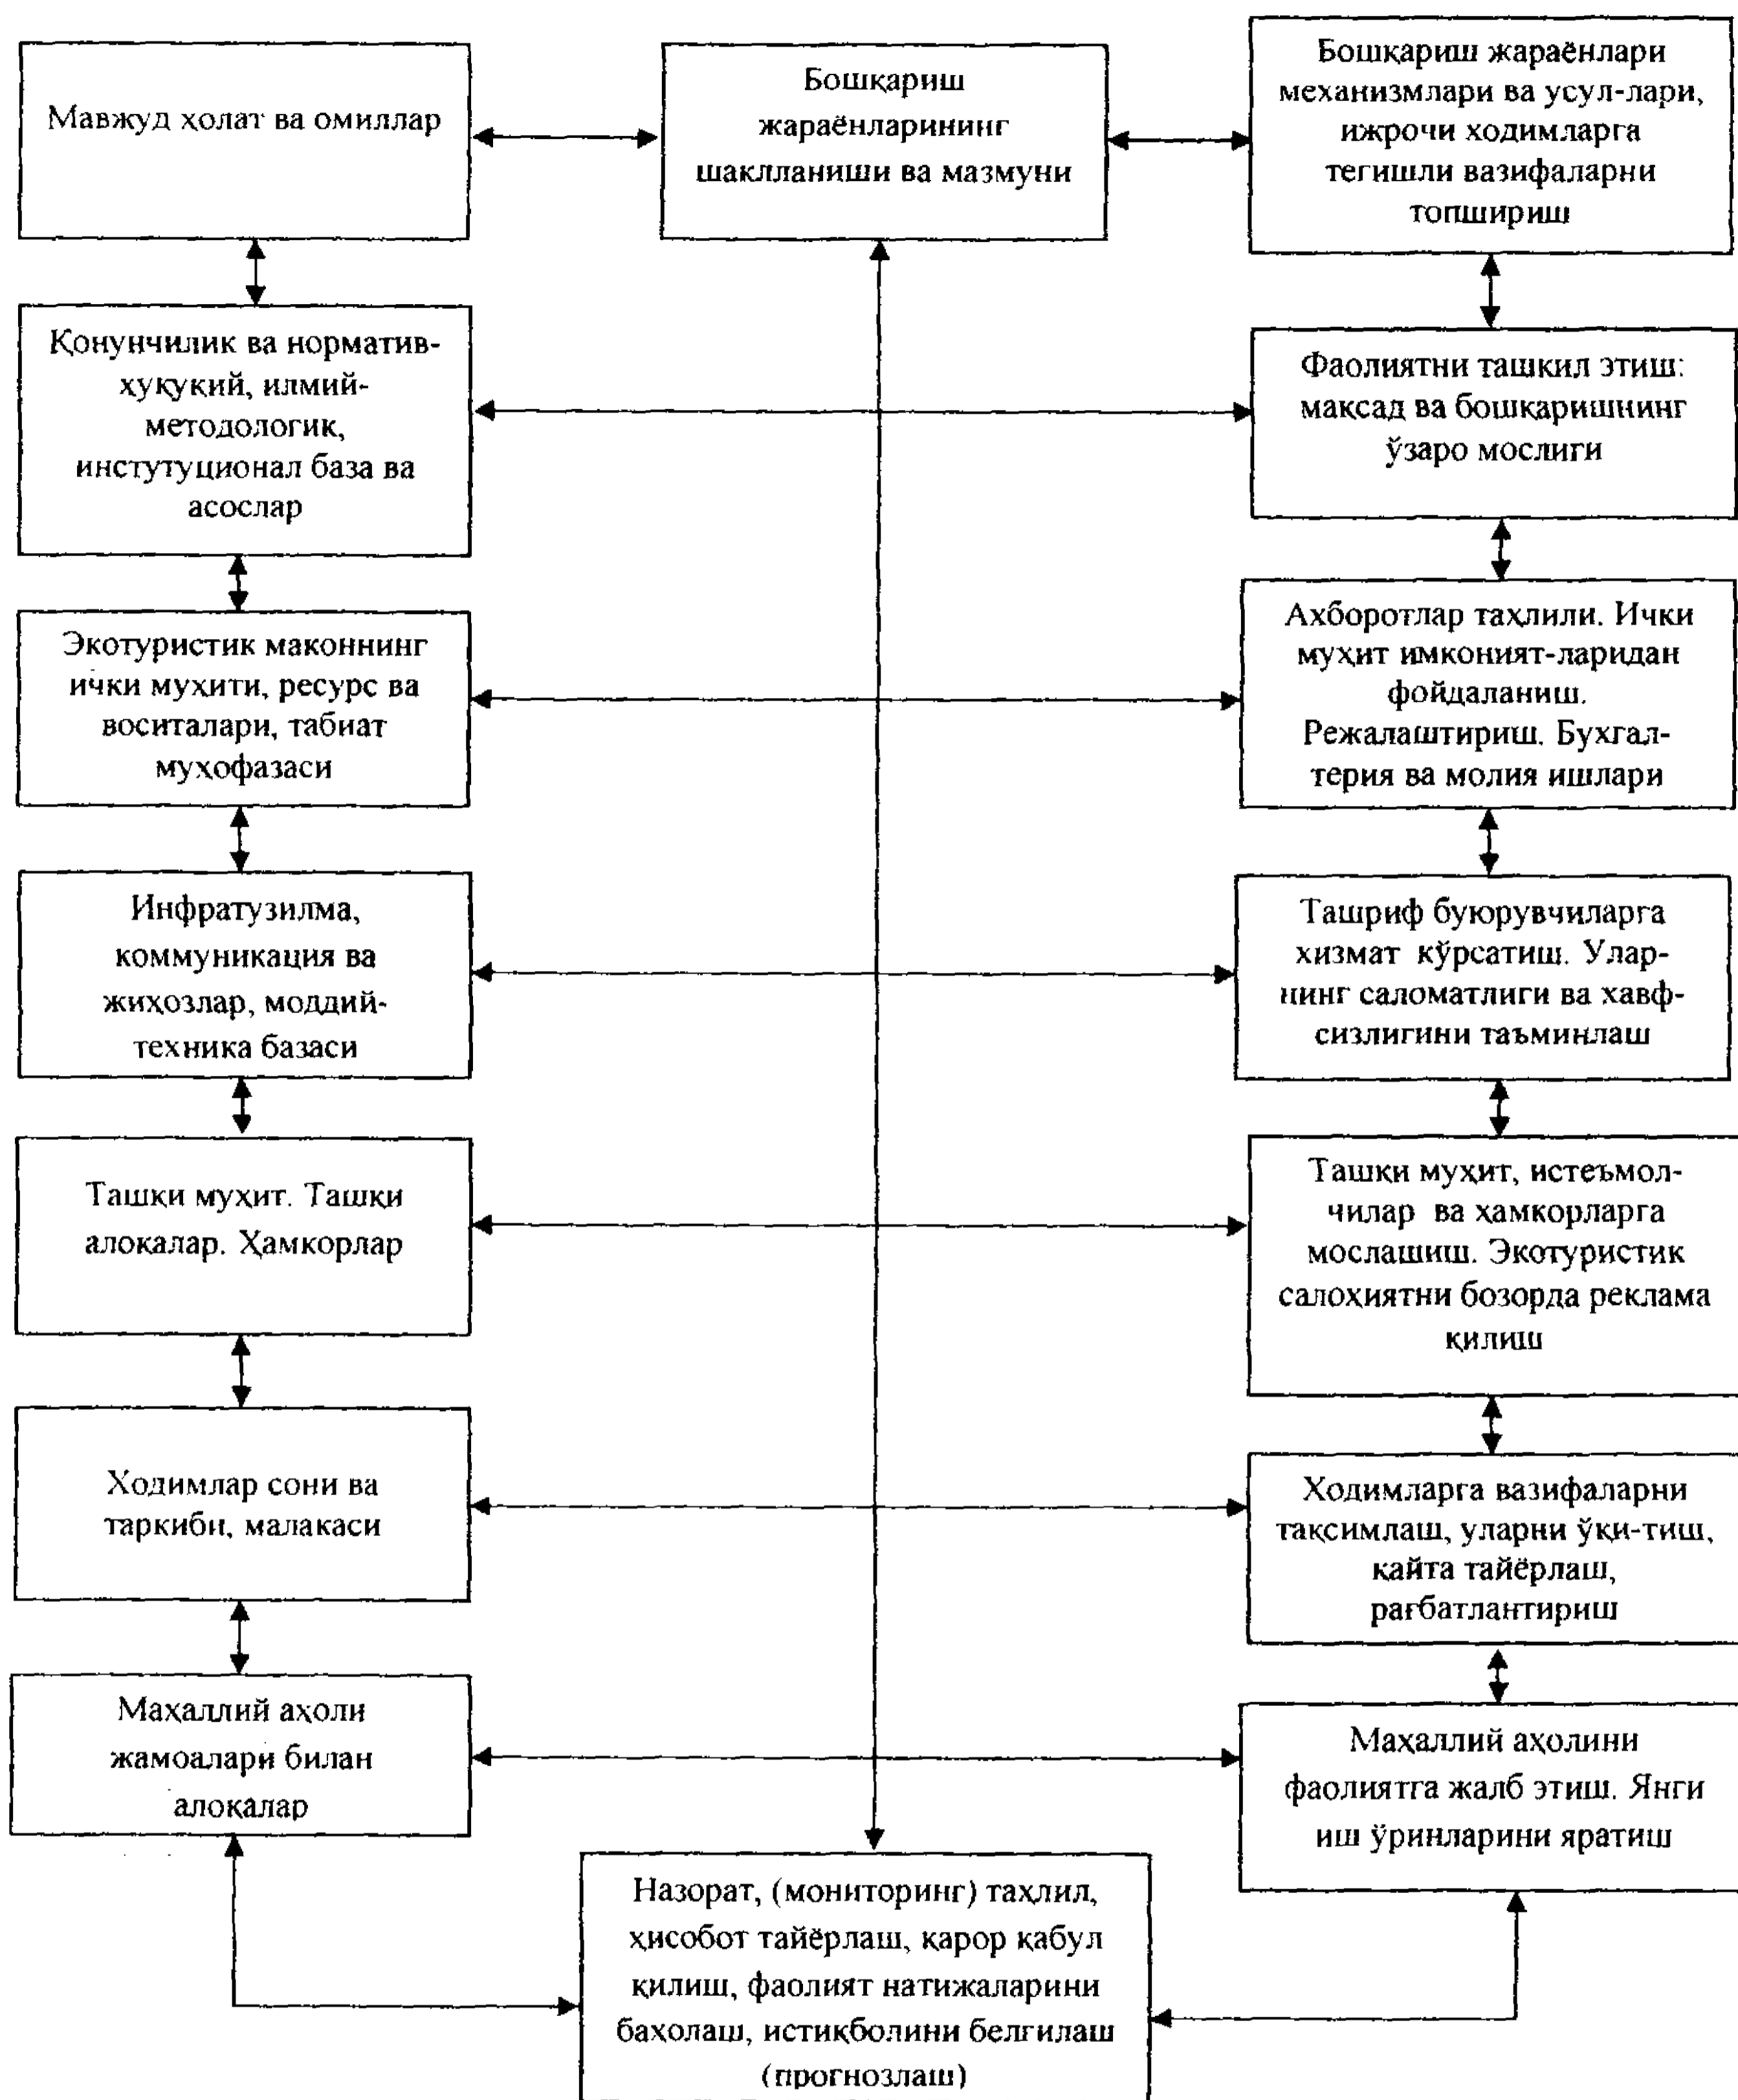 Мавжуд ҳолат ва омиллар
Бошқариш
жараёнларининг
шаклланиши ва мазмуни
Бошқариш жараёнлари
механизмлари ва усул-лари,
ижрочи ходимларга
тегишли вазифаларни
топшириш
Қонунчилик ва норматив-
ҳуқуқий, илмий-
методологик,
инстутуционал база ва
асослар
Фаолиятни ташкил этиш:
мақсад ва бошқаришнинг
ўзаро мослиги
Экотуристик маконнинг
ички муҳити, ресурс ва
воситалари, табиат
муҳофазаси
Ахборотлар таҳлили. Ички
муҳит имконият-ларидан
фойдаланиш.
Режалаштириш. Бухгал-
терия ва молия ишлари
Инфратузилма,
коммуникация ва
жиҳозлар, моддий-
техника базаси
Ташриф буюрувчиларга
хизмат кўрсатиш. Улар-
нинг саломатлиги ва хавф-
сизлигини таъминлаш
Ташқи муҳит. Ташқи
алоқалар. Ҳамкорлар
Ташқи муҳит, истеъмол-
чилар ва ҳамкорларга
мослашиш. Экотуристик
салоҳиятни бозорда реклама
қилиш
Ходимлар сони ва
таркиби, малакаси
Ходимларга вазифаларни
тақсимлаш, уларни ўқи-тиш,
қайта тайёрлаш,
рағбатлантириш
Маҳаллий аҳоли
жамоалари билан
алоқалар
Маҳаллий аҳолини
фаолиятга жалб этиш. Янги
иш ўринларини яратиш
Назорат, (мониторинг) таҳлил,
ҳисобот тайёрлаш, қарор қабул
қилиш, фаолият натижаларини
баҳолаш, истиқболини белгилаш
(прогнозлаш)